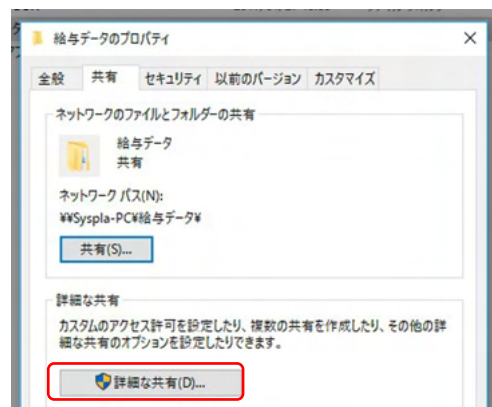 給与データのプロパティ
全般 共有 セキュリティ 以前のバージョン カスタマイズ
ネットワークのファイルとフォルダーの共有
給与データ
共有
ネットワーク パス(N):
¥¥Syspla-PC¥給与データ¥
共有(S)...
詳細な共有
カスタムのアクセス許可を設定したり、複数の共有を作成したり、その他の詳
細な共有のオプションを設定したりできます。
詳細な共有(D)...